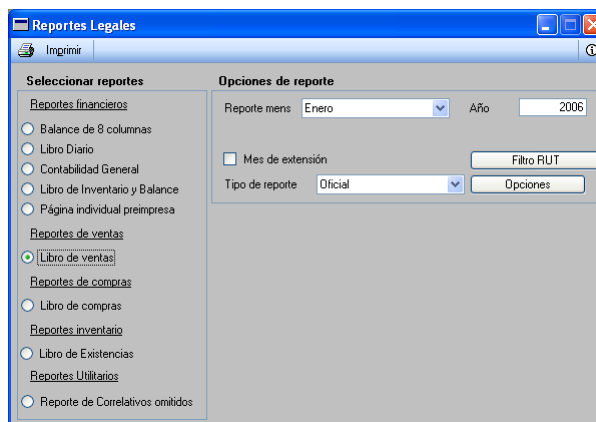 Reportes Legales
Imprimir
Seleccionar reportes
Reportes financieros
Balance de 8 columnas
Libro Diario
Contabilidad General
Libro de Inventario y Balance
Página individual preimpresa
Reportes de ventas
Libro de ventas
Reportes de compras
Libro de compras
Reportes inventario
Libro de Existencias
Reportes Utilitarios
Reporte de Correlativos omitidos
Opciones de reporte
Reporte mens Enero Año 2006
Mes de extensión Filtro RUT
Tipo de reporte Oficial Opciones